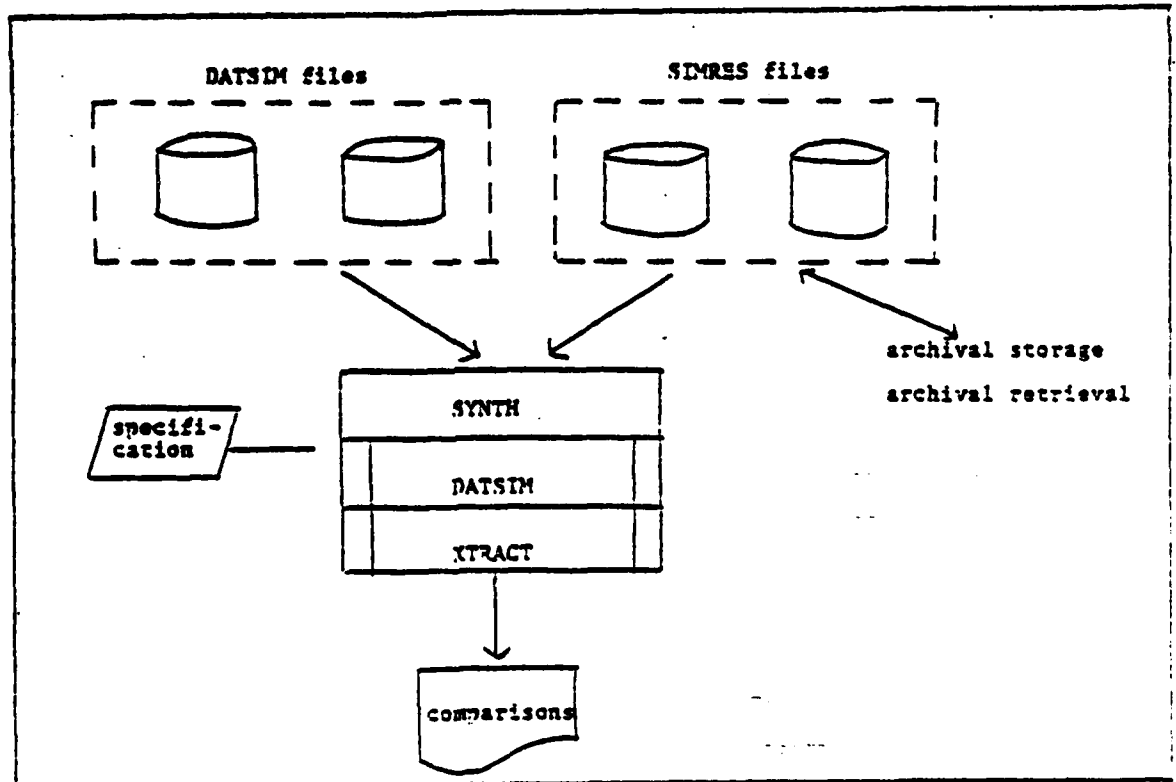 DATSIM files
SIMRES files
archival storage
archival retrieval
specifi-
cation
SYNTH
DATSIM
XTRACT
comparisons